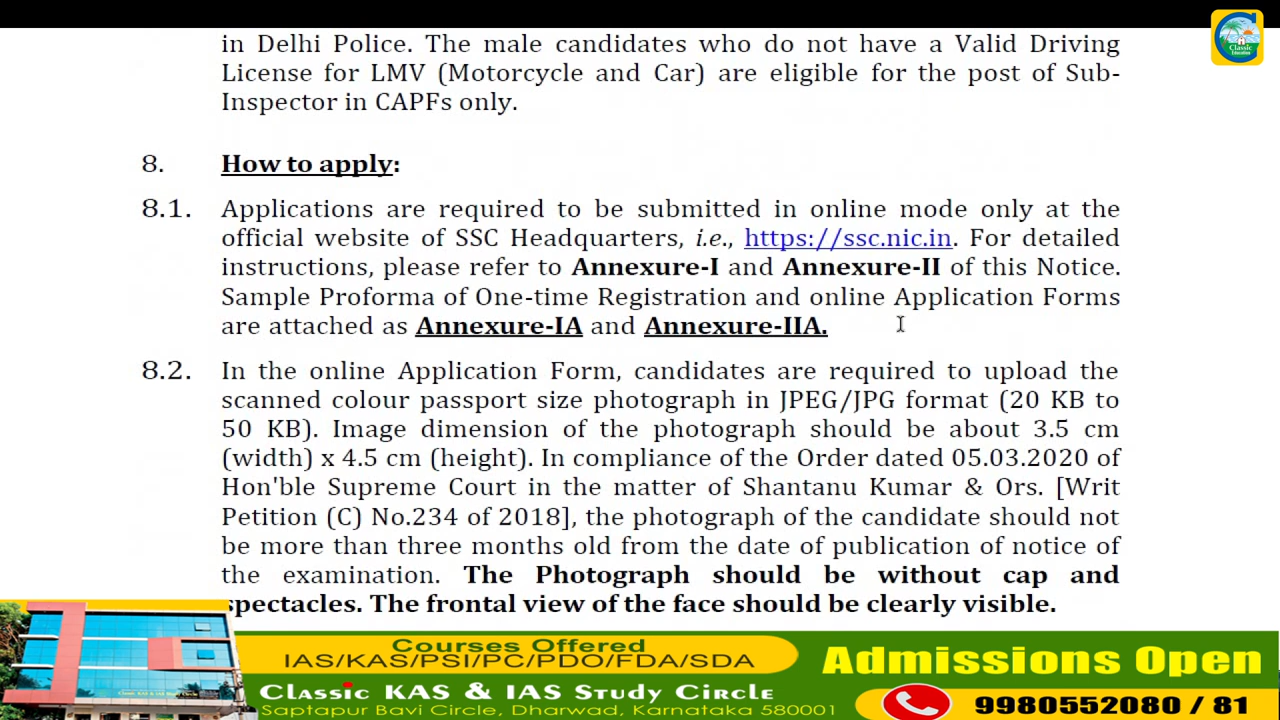 in Delhi Police. The male candidates who do not have a Valid Driving
License for LMV (Motorcycle and Car) are eligible for the post of Sub-
Inspector in CAPFs only.
8. How to apply:
8.1. Applications are required to be submitted in online mode only at the
official website of SSC Headquarters, i.e., https://ssc.nic.in. For detailed
instructions, please refer to Annexure-I and Annexure-II of this Notice.
Sample Proforma of One-time Registration and online Application Forms
are attached as Annexure-IA and Annexure-IIA.
8.2. In the online Application Form, candidates are required to upload the
scanned colour passport size photograph in JPEG/JPG format (20 KB to
50 KB). Image dimension of the photograph should be about 3.5 cm
(width) x 4.5 cm (height). In compliance of the Order dated 05.03.2020 of
Hon'ble Supreme Court in the matter of Shantanu Kumar & Ors. [Writ
Petition (C) No.234 of 2018], the photograph of the candidate should not
be more than three months old from the date of publication of notice of
the examination. The Photograph should be without cap and
spectacles. The frontal view of the face should be clearly visible.
Classic
Education
Courses Offered
IAS/KAS/PSI/PC/PDO/FDA/SDA
Classic KAS & IAS Study Circle
Saptapur Bavi Circle, Dharwad, Karnataka 580001
Admissions Open
9980552080 / 81